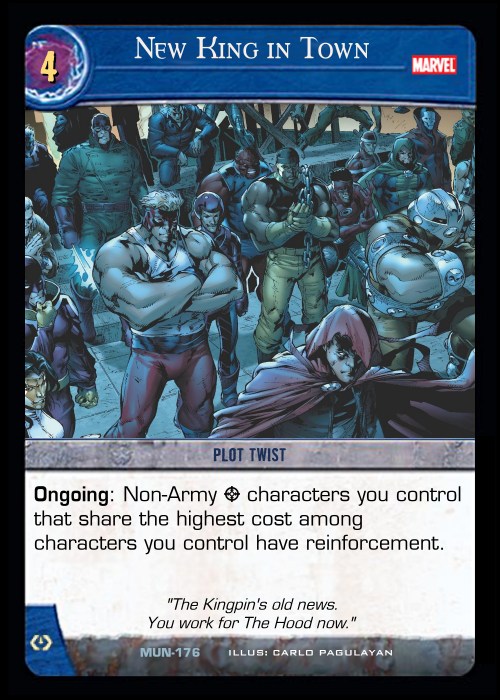 4
New King in Town
MARVEL
PLOT TWIST
Ongoing: Non-Army characters you control
that share the highest cost among
characters you control have reinforcement.
"The Kingpin's old news.
You work for The Hood now."
MUN-176 ILLUS: CARLO PAGULAYAN